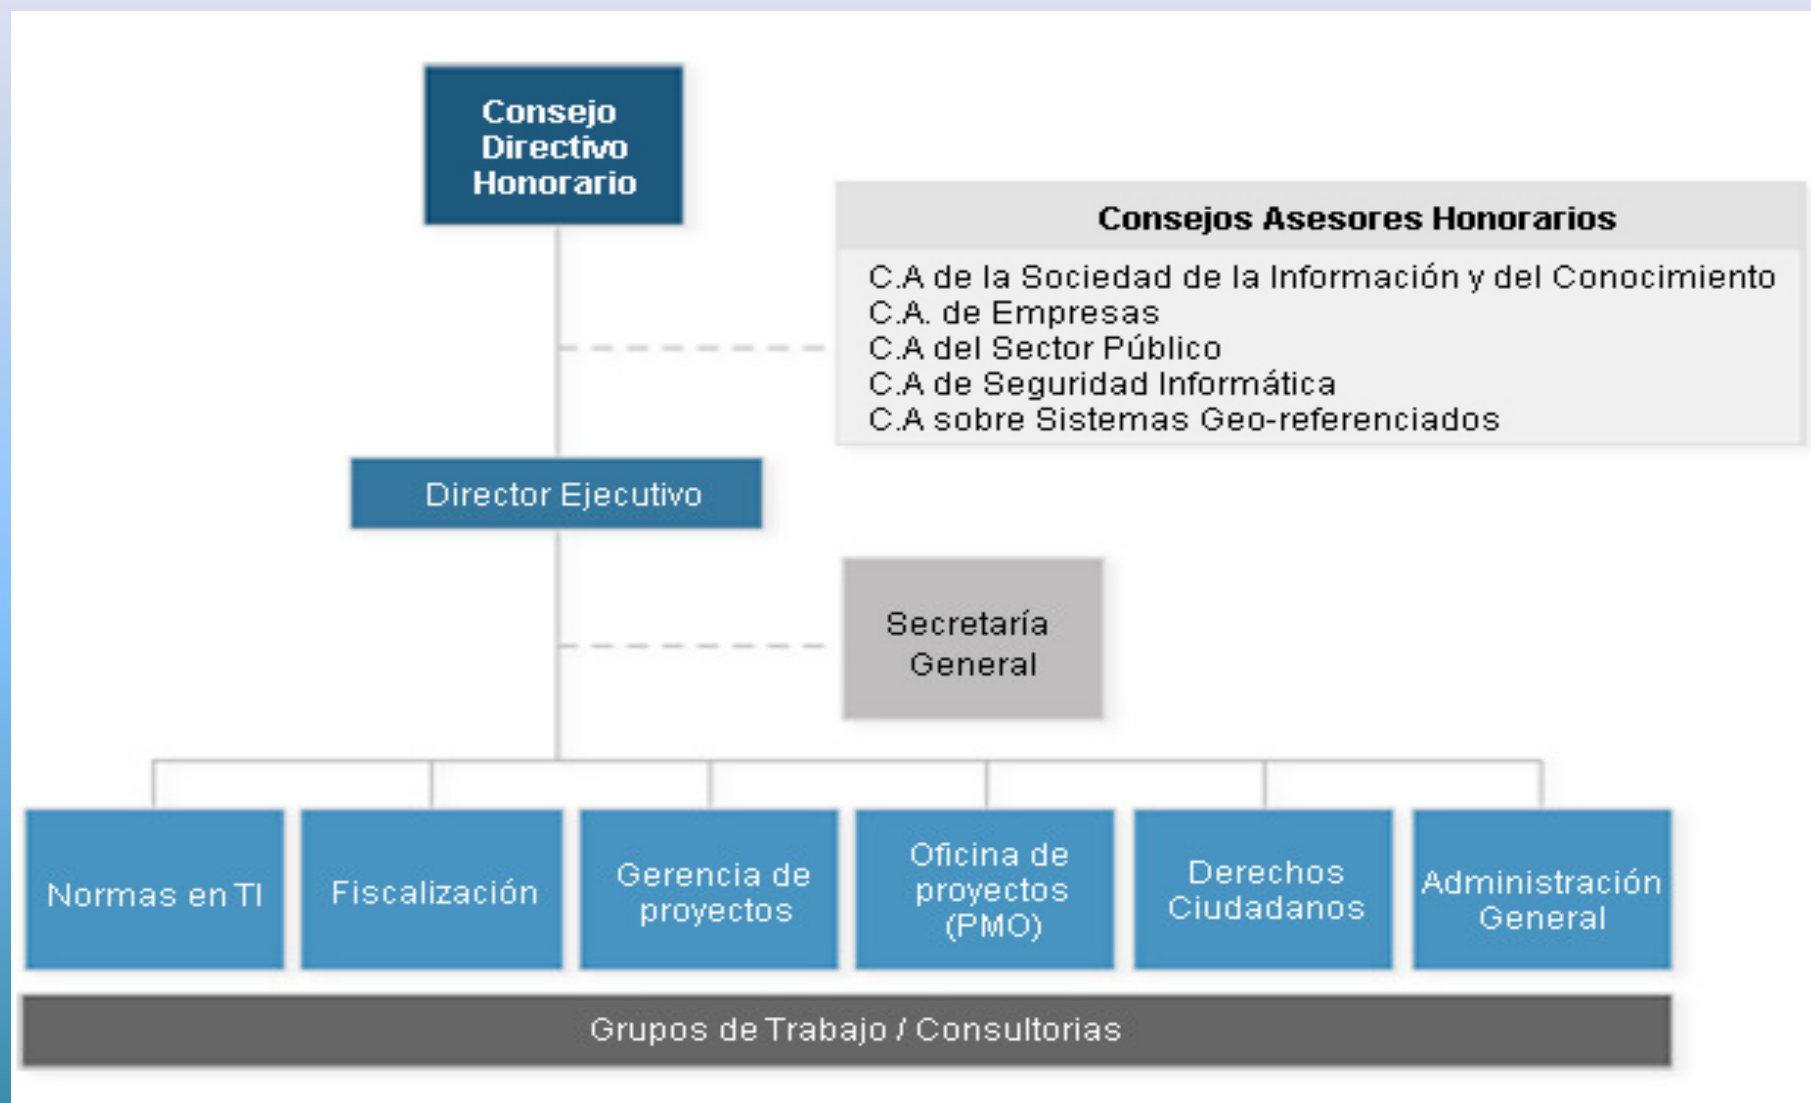 Consejo
Directivo
Honorario
Consejos Asesores Honorarios
C.A de la Sociedad de la Información y del Conocimiento
C.A. de Empresas
C.A del Sector Público
C.A de Seguridad Informática
C.A sobre Sistemas Geo-referenciados
Director Ejecutivo
Secretaría
General
Normas en TI
Fiscalización
Gerencia de
proyectos
Oficina de
proyectos
(PMO)
Derechos
Ciudadanos
Administración
General
Grupos de Trabajo / Consultorias